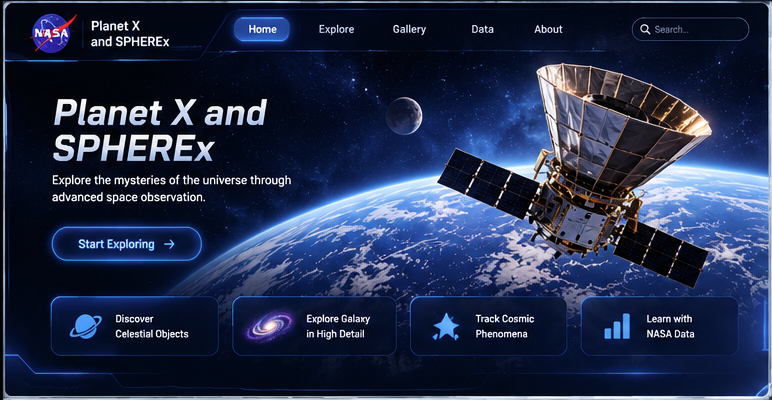 NASA
Planet X
and SPHEREx
Home
Explore
Gallery
Data
About
Search...
Planet X and
SPHEREx
Explore the mysteries of the universe through
advanced space observation.
Start Exploring →
Discover
Celestial Objects
Explore Galaxy
in High Detail
Track Cosmic
Phenomena
Learn with
NASA Data